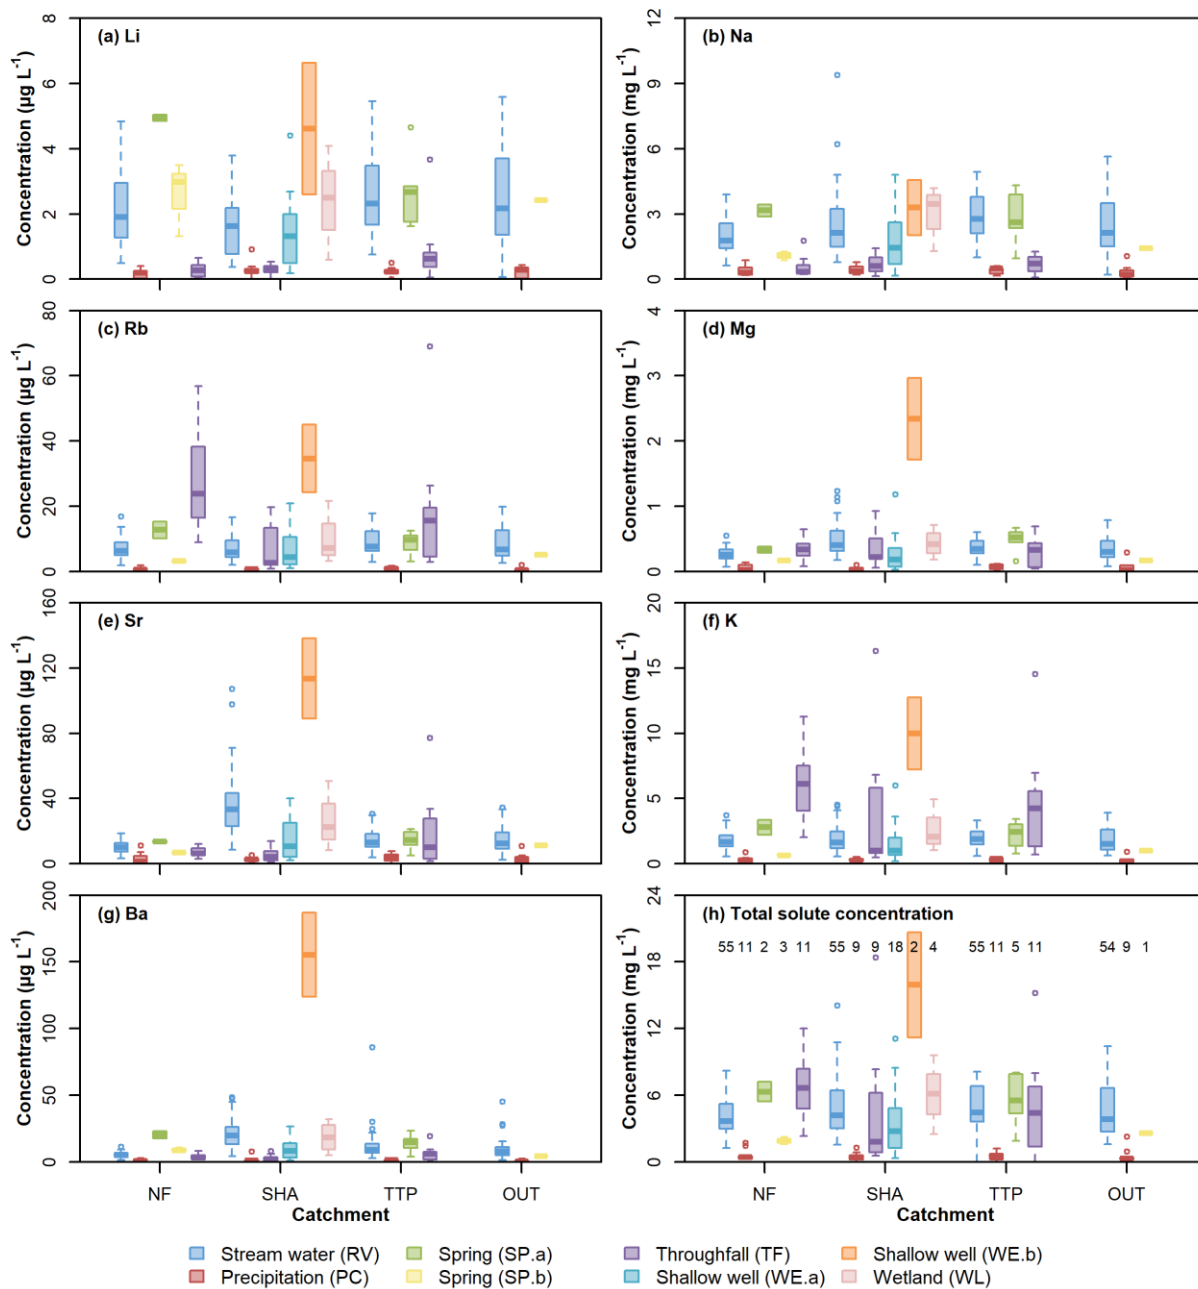 (a) Li
Concentration (µg L⁻¹)
0 2 4 6 8
(b) Na
Concentration (mg L⁻¹)
0 3 6 9 12
(c) Rb
Concentration (µg L⁻¹)
0 20 40 60 80
(d) Mg
Concentration (mg L⁻¹)
0 1 2 3 4
(e) Sr
Concentration (µg L⁻¹)
0 40 80 120 160
(f) K
Concentration (mg L⁻¹)
0 5 10 15 20
(g) Ba
Concentration (µg L⁻¹)
0 50 100 150 200
NF SHA TTP OUT
Catchment
(h) Total solute concentration
55 11 2 3 11 55 9 9 18 2 4 55 11 5 11 54 9 1
Concentration (mg L⁻¹)
0 6 12 18 24
NF SHA TTP OUT
Catchment
Stream water (RV)
Precipitation (PC)
Spring (SP.a)
Spring (SP.b)
Throughfall (TF)
Shallow well (WE.a)
Shallow well (WE.b)
Wetland (WL)